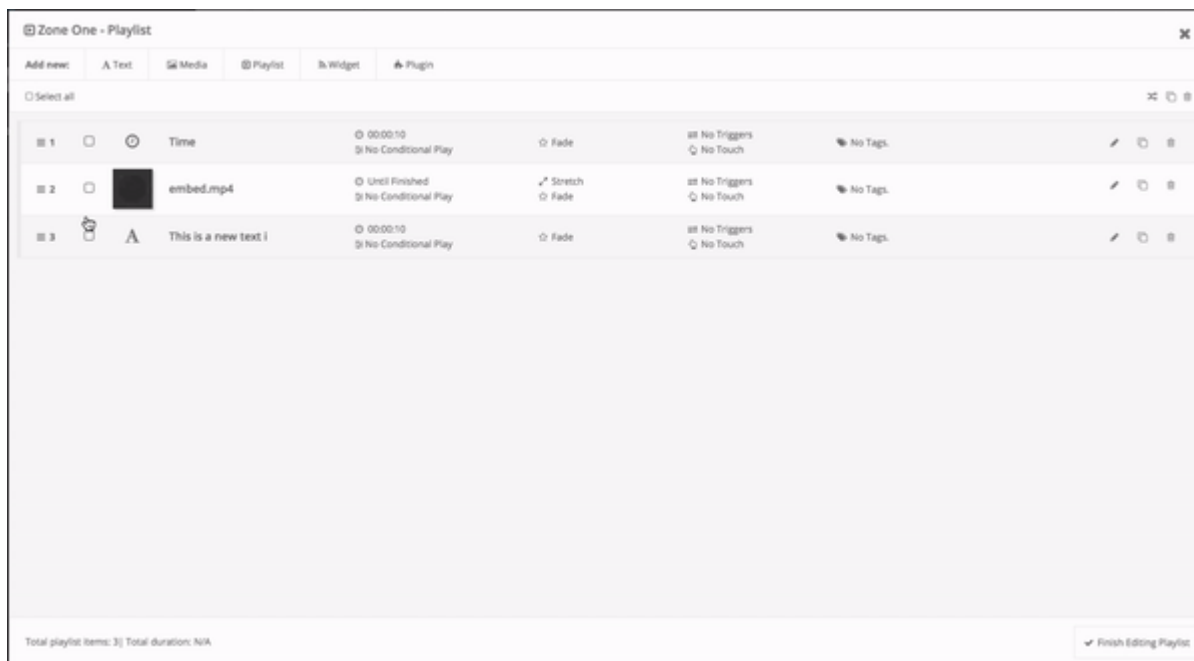 Zone One - Playlist
Add new: Text Media Playlist Widget Plugin
Select all
1 Time 00:00:10 No Conditional Play Fade No Triggers No Touch No Tags.
2 embed.mp4 Until Finished No Conditional Play Stretch Fade No Triggers No Touch No Tags.
3 A This is a new text i 00:00:10 No Conditional Play Fade No Triggers No Touch No Tags.
Total playlist items: 3| Total duration: N/A
Finish Editing Playlist